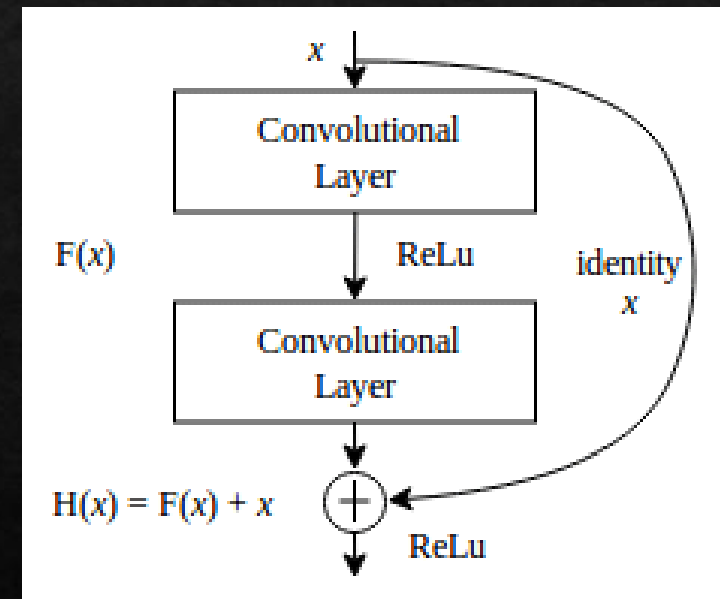 x
Convolutional
Layer
F(x)
ReLu
identity
x
Convolutional
Layer
H(x) = F(x) + x
+
ReLu